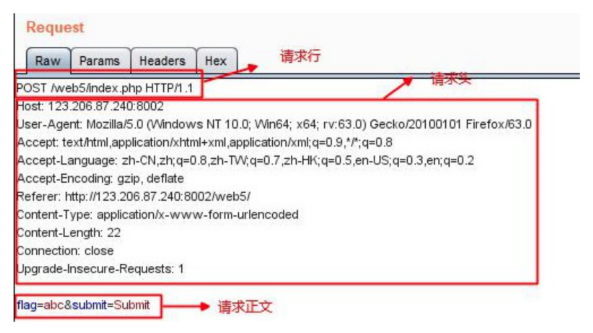 Request
Raw Params Headers Hex
请求行
请求头
POST /web5/index.php HTTP/1.1
Host: 123.206.87.240:8002
User-Agent: Mozilla/5.0 (Windows NT 10.0; Win64; x64; rv:63.0) Gecko/20100101 Firefox/63.0
Accept: text/html,application/xhtml+xml,application/xml;q=0.9,*/*;q=0.8
Accept-Language: zh-CN,zh;q=0.8,zh-TW;q=0.7,zh-HK;q=0.5,en-US;q=0.3,en;q=0.2
Accept-Encoding: gzip, deflate
Referer: http://123.206.87.240:8002/web5/
Content-Type: application/x-www-form-urlencoded
Content-Length: 22
Connection: close
Upgrade-Insecure-Requests: 1
flag=abc&submit=Submit 请求正文